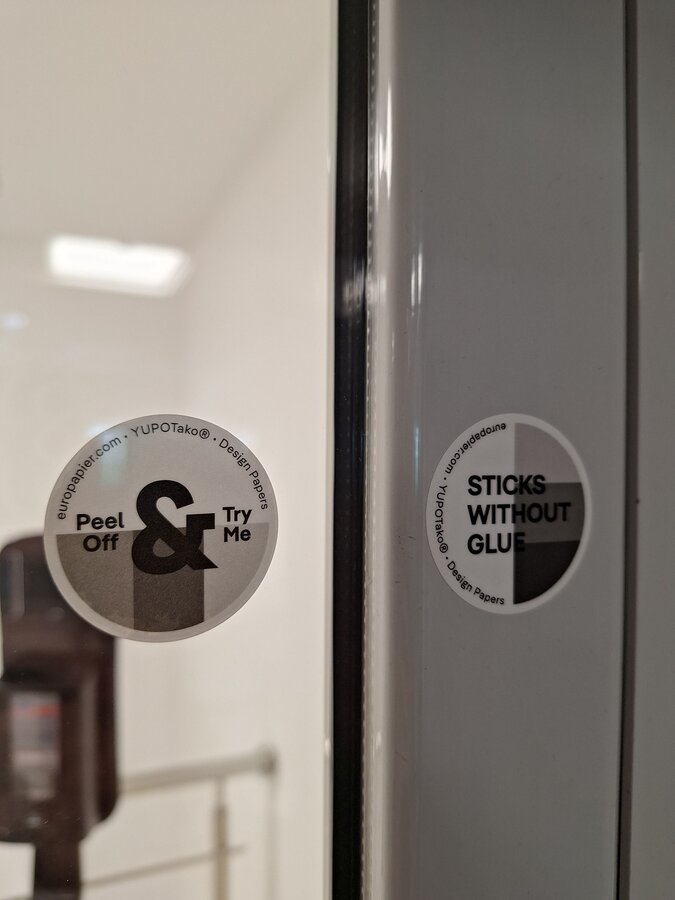 europapier.com • YUPOTako® • Design Papers
Peel
Off
&
Try
Me
europapier.com • YUPOTako® • Design Papers
STICKS
WITHOUT
GLUE